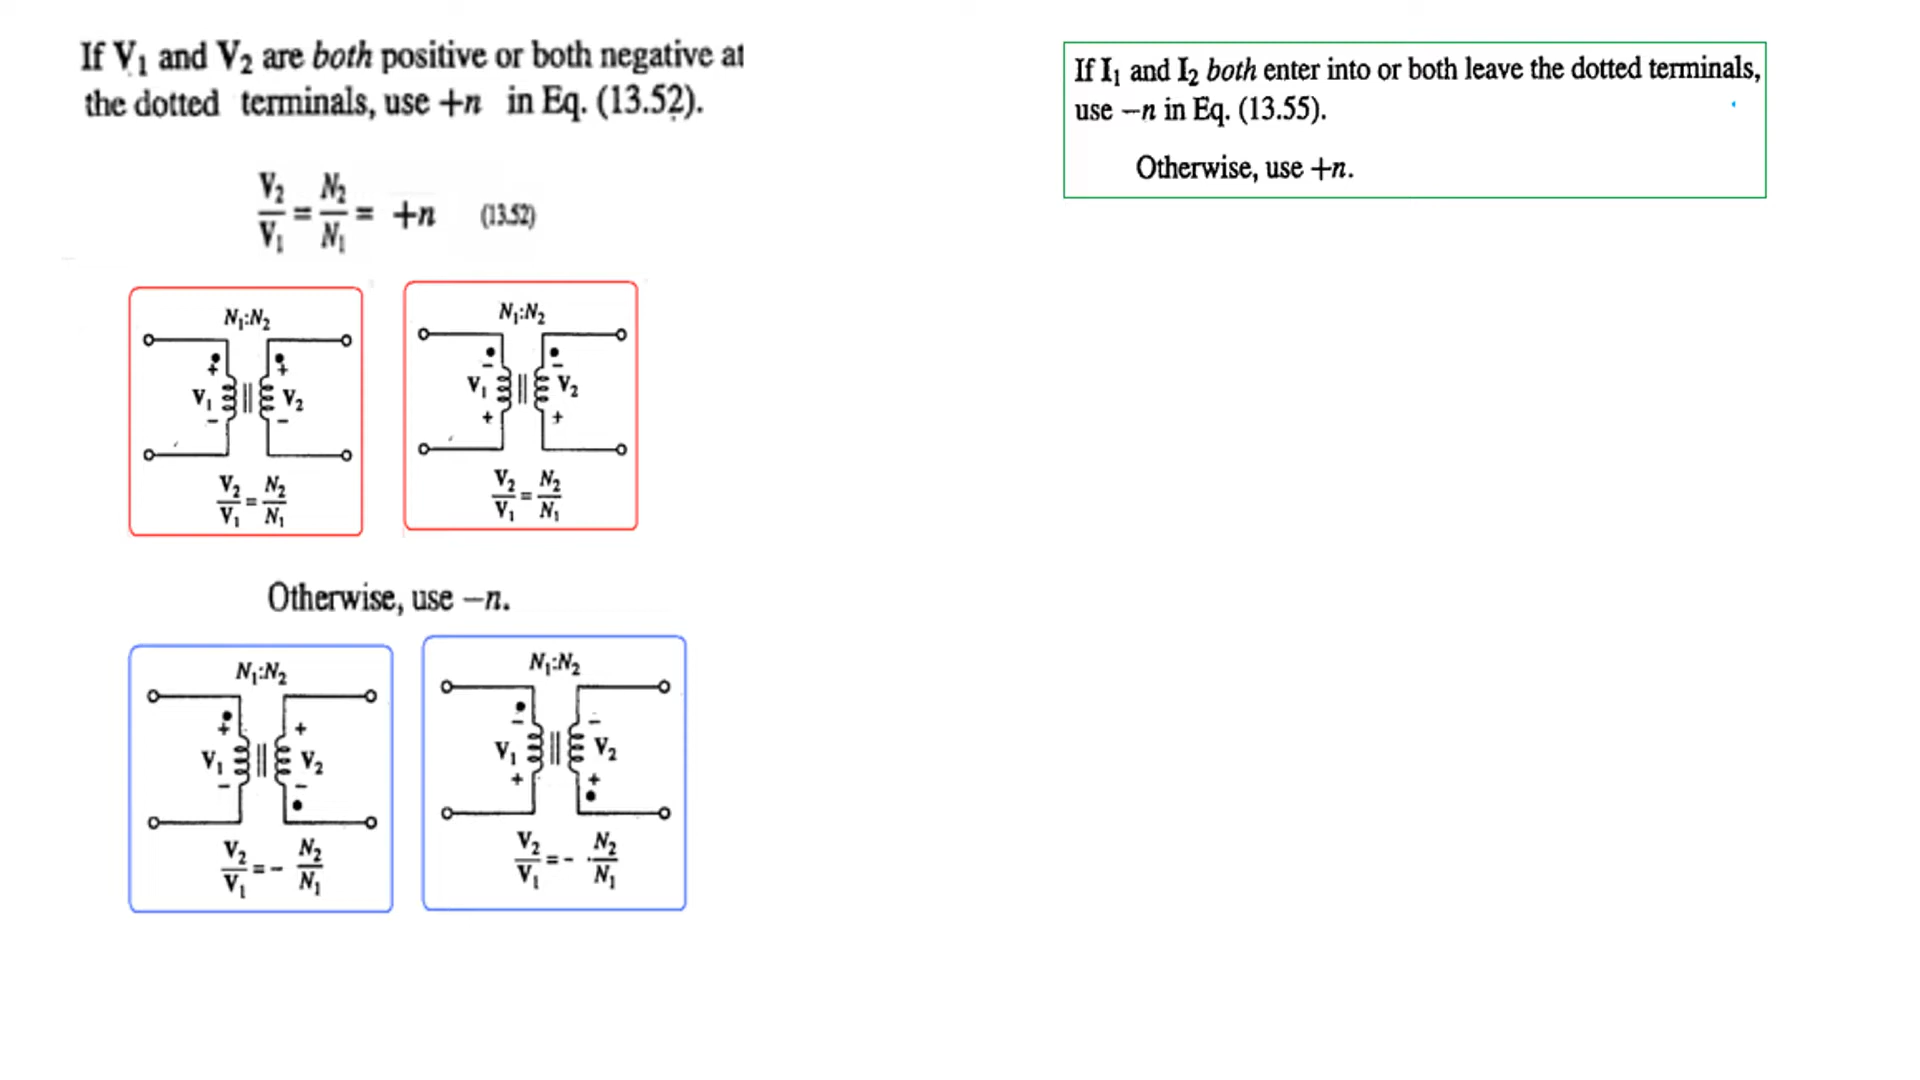 If V₁ and V₂ are both positive or both negative at
the dotted terminals, use +n in Eq. (13.52).
V₂/V₁ = N₂/N₁ = +n (13.52)
N₁:N₂
+ +
V₁ V₂
− −
V₂/V₁ = N₂/N₁
N₁:N₂
− −
V₁ V₂
+ +
V₂/V₁ = N₂/N₁
Otherwise, use −n.
N₁:N₂
+ +
V₁ V₂
− −
V₂/V₁ = − N₂/N₁
N₁:N₂
− −
V₁ V₂
+ +
V₂/V₁ = − N₂/N₁
If I₁ and I₂ both enter into or both leave the dotted terminals,
use −n in Eq. (13.55).
Otherwise, use +n.